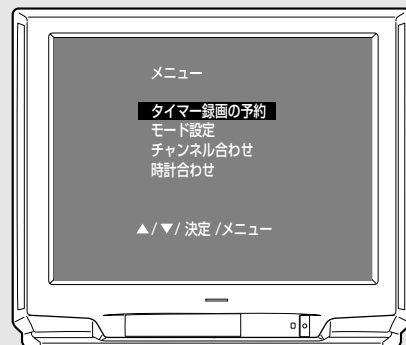 メニュー
タイマー録画の予約
モード設定
チャンネル合わせ
時計合わせ
▲/▼/ 決定 /メニュー